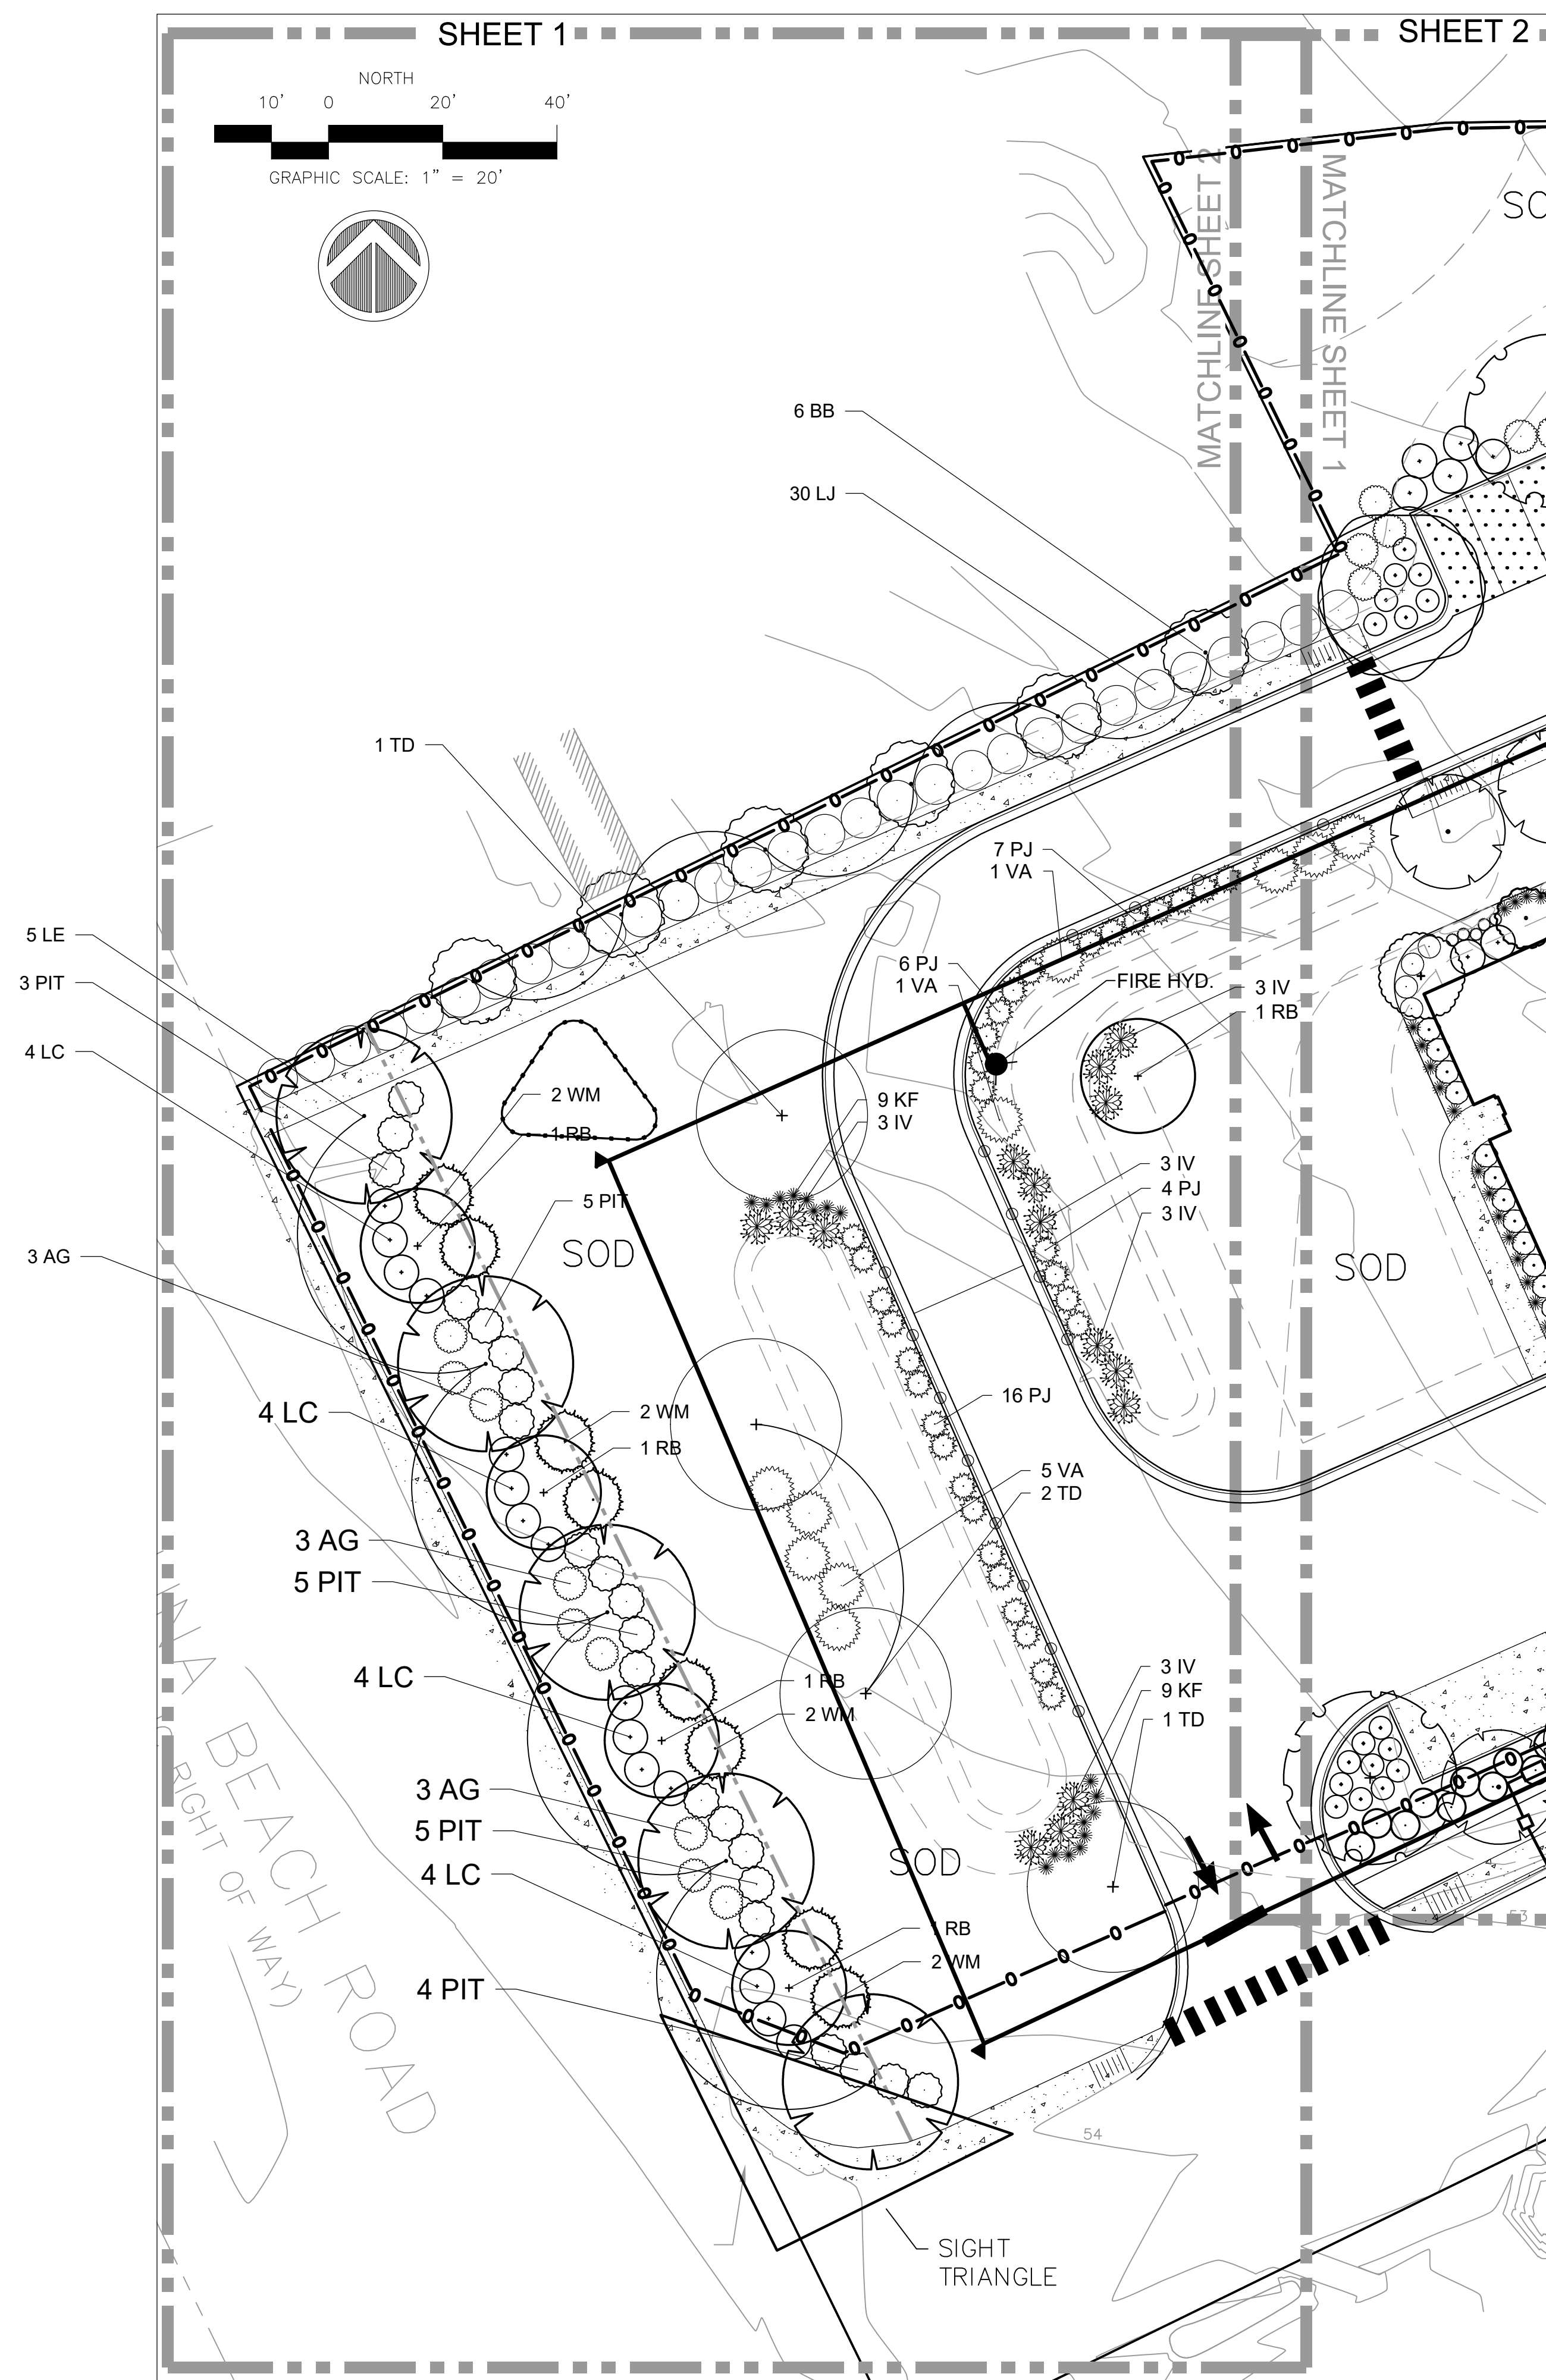 SHEET 1
SHEET 2
NORTH
10' 0 20' 40'
GRAPHIC SCALE: 1" = 20'
MATCHLINE SHEET 2
MATCHLINE SHEET 1
6 BB
30 LJ
1 TD
7 PJ
1 VA
5 LE
3 PIT
6 PJ
1 VA
FIRE HYD.
3 IV
1 RB
4 LC
2 WM
1 RB
9 KF
3 IV
3 IV
4 PJ
3 IV
5 PIT
SOD
3 AG
SOD
16 PJ
4 LC
2 WM
1 RB
5 VA
2 TD
3 AG
5 PIT
4 LC
1 RB
2 WM
3 IV
9 KF
1 TD
3 AG
5 PIT
4 LC
SOD
1 RB
2 WM
4 PIT
BEACH ROAD
RIGHT OF WAY)
53
54
SIGHT
TRIANGLE